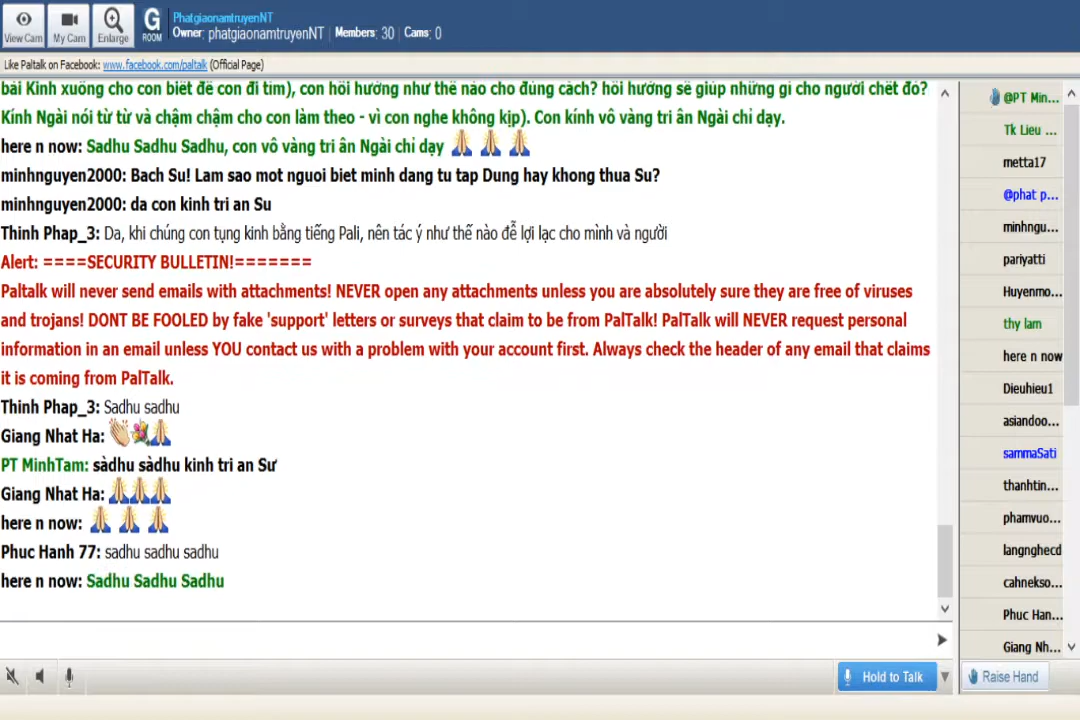 View Cam
My Cam
Enlarge
G
ROOM
PhatgiaonamtruyenNT
Owner: phatgiaonamtruyenNT | Members: 30 | Cams: 0
Like Paltalk on Facebook: www.facebook.com/paltalk (Official Page)
bài Kinh xuống cho con biết để con đi tìm), con hồi hướng như thế nào cho đúng cách? hồi hướng sẽ giúp những gì cho người chết đó?
Kính Ngài nói từ từ và chậm chậm cho con làm theo - vì con nghe không kịp). Con kính vô vàng tri ân Ngài chỉ dạy.
here n now: Sadhu Sadhu Sadhu, con vô vàng tri ân Ngài chỉ dạy
minhnguyen2000: Bach Su! Lam sao mot nguoi biet minh dang tu tap Dung hay khong thua Su?
minhnguyen2000: da con kinh tri an Su
Thinh Phap_3: Da, khi chúng con tụng kinh bằng tiếng Pali, nên tác ý như thế nào để lợi lạc cho mình và người
Alert: ====SECURITY BULLETIN!=======
Paltalk will never send emails with attachments! NEVER open any attachments unless you are absolutely sure they are free of viruses
and trojans! DONT BE FOOLED by fake 'support' letters or surveys that claim to be from PalTalk! PalTalk will NEVER request personal
information in an email unless YOU contact us with a problem with your account first. Always check the header of any email that claims
it is coming from PalTalk.
Thinh Phap_3: Sadhu sadhu
Giang Nhat Ha:
PT MinhTam: sàdhu sàdhu kinh tri an Sư
Giang Nhat Ha:
here n now:
Phuc Hanh 77: sadhu sadhu sadhu
here n now: Sadhu Sadhu Sadhu
@PT Min...
Tk Lieu ...
metta17
@phat p...
minhngu...
pariyatti
Huyenmo...
thy lam
here n now
Dieuhieu1
asiandoo...
sammaSati
thanhtin...
phamvuo...
langnghecd
cahnekso...
Phuc Han...
Giang Nh...
Hold to Talk
Raise Hand